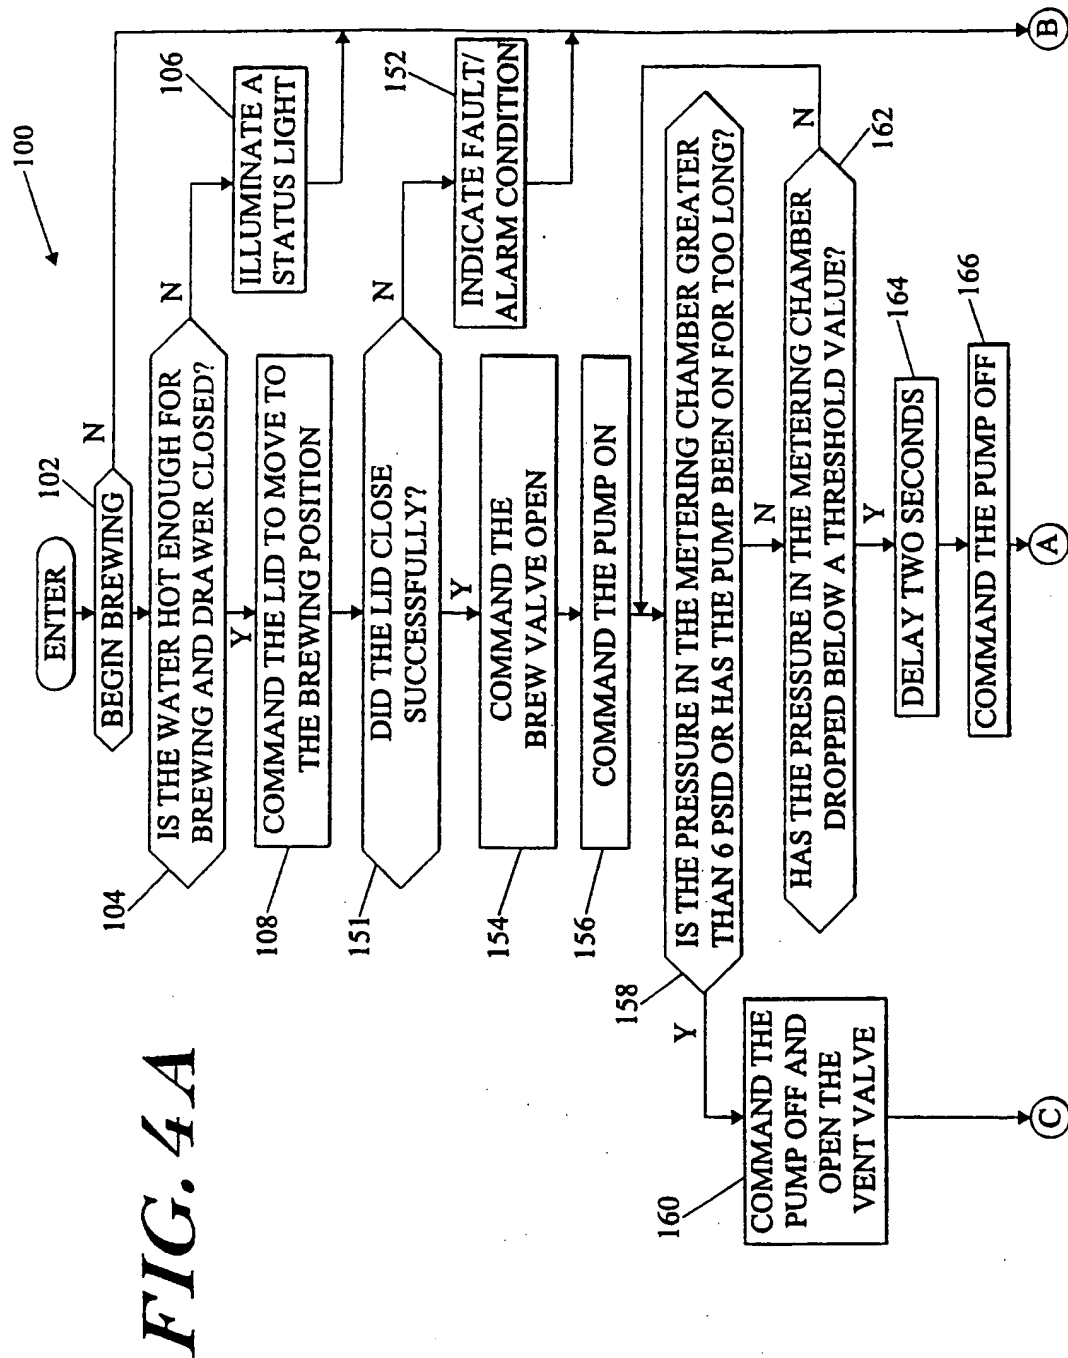 100
ENTER
102
BEGIN BREWING
N
IS THE WATER HOT ENOUGH FOR
BREWING AND DRAWER CLOSED?
104
N
106
ILLUMINATE A
STATUS LIGHT
Y
COMMAND THE LID TO MOVE TO
THE BREWING POSITION
108
DID THE LID CLOSE
SUCCESSFULLY?
151
N
152
INDICATE FAULT/
ALARM CONDITION
Y
COMMAND THE
BREW VALVE OPEN
154
COMMAND THE PUMP ON
156
IS THE PRESSURE IN THE METERING CHAMBER GREATER
THAN 6 PSID OR HAS THE PUMP BEEN ON FOR TOO LONG?
158
Y
COMMAND THE
PUMP OFF AND
OPEN THE
VENT VALVE
160
N
HAS THE PRESSURE IN THE METERING CHAMBER
DROPPED BELOW A THRESHOLD VALUE?
N
162
Y
164
DELAY TWO SECONDS
166
COMMAND THE PUMP OFF
C
A
B
FIG. 4A